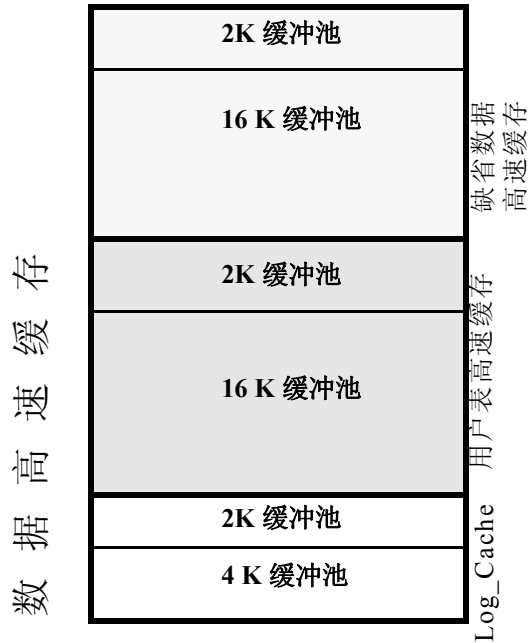 2K 缓冲池
16 K 缓冲池
缺省数据
高速缓存
2K 缓冲池
16 K 缓冲池
用户表高速缓存
2K 缓冲池
4 K 缓冲池
Log_Cache
数据高速缓存